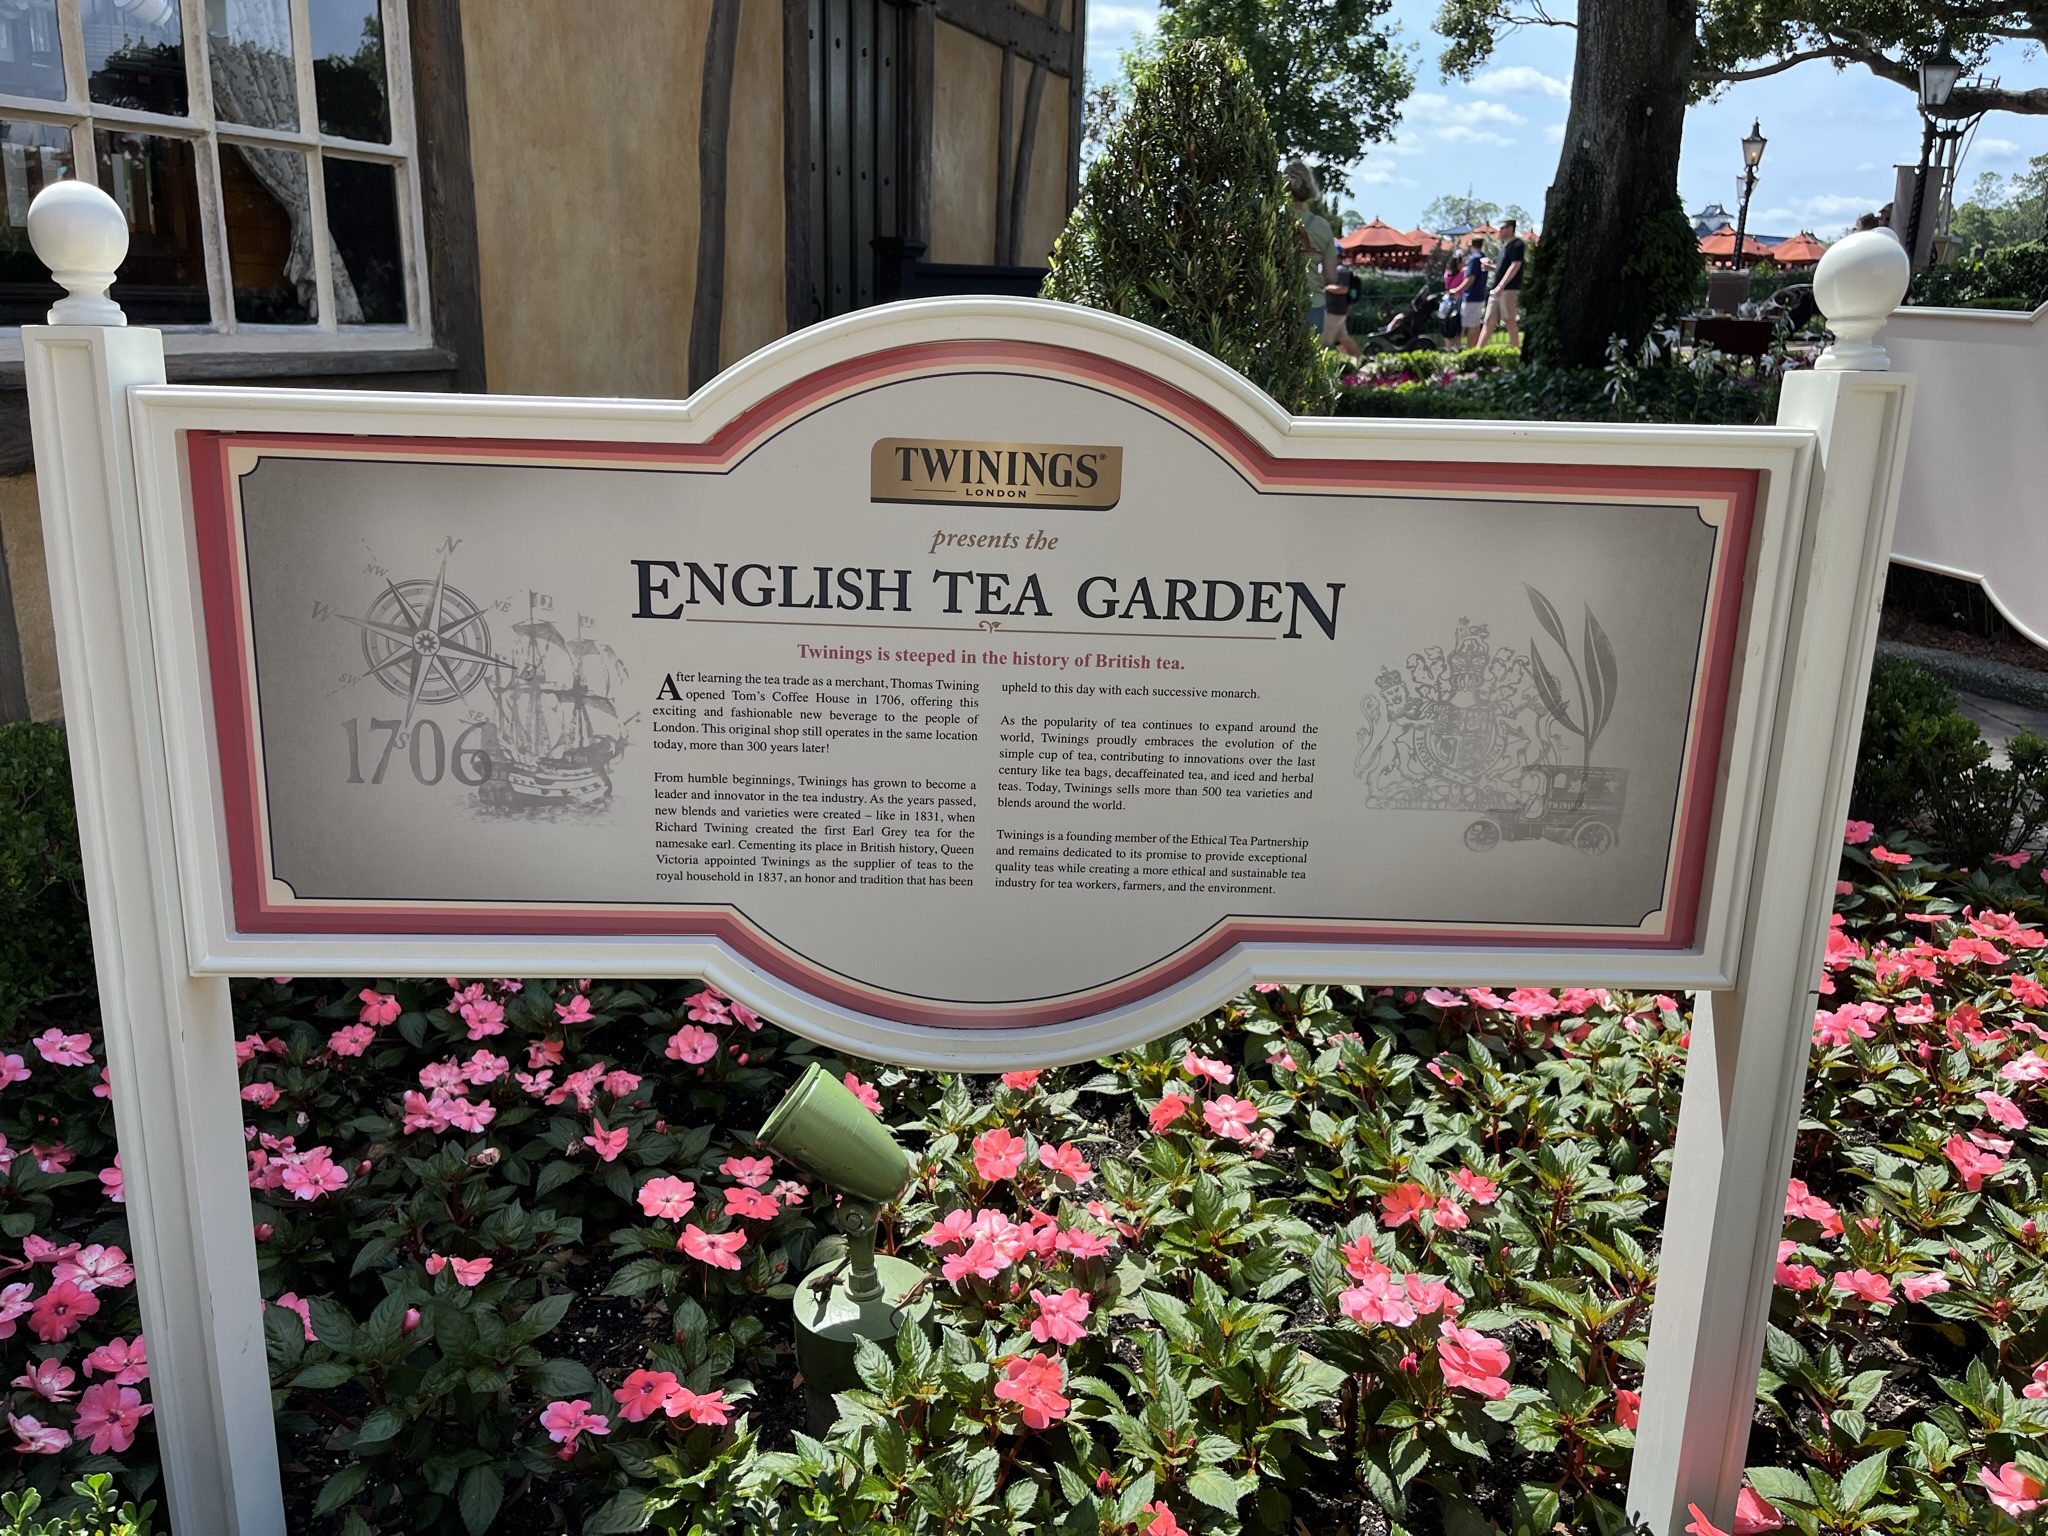 TWININGS®
LONDON
presents the
ENGLISH TEA GARDEN
Twinings is steeped in the history of British tea.
After learning the tea trade as a merchant, Thomas Twining
opened Tom's Coffee House in 1706, offering this
exciting and fashionable new beverage to the people of
London. This original shop still operates in the same location
today, more than 300 years later!
From humble beginnings, Twinings has grown to become a
leader and innovator in the tea industry. As the years passed,
new blends and varieties were created – like in 1831, when
Richard Twining created the first Earl Grey tea for the
namesake earl. Cementing its place in British history, Queen
Victoria appointed Twinings as the supplier of teas to the
royal household in 1837, an honor and tradition that has been
upheld to this day with each successive monarch.
As the popularity of tea continues to expand around the
world, Twinings proudly embraces the evolution of the
simple cup of tea, contributing to innovations over the last
century like tea bags, decaffeinated tea, and iced and herbal
teas. Today, Twinings sells more than 500 tea varieties and
blends around the world.
Twinings is a founding member of the Ethical Tea Partnership
and remains dedicated to its promise to provide exceptional
quality teas while creating a more ethical and sustainable tea
industry for tea workers, farmers, and the environment.
N
NW
NE
W
SW
S
SE
1706
TWININGS